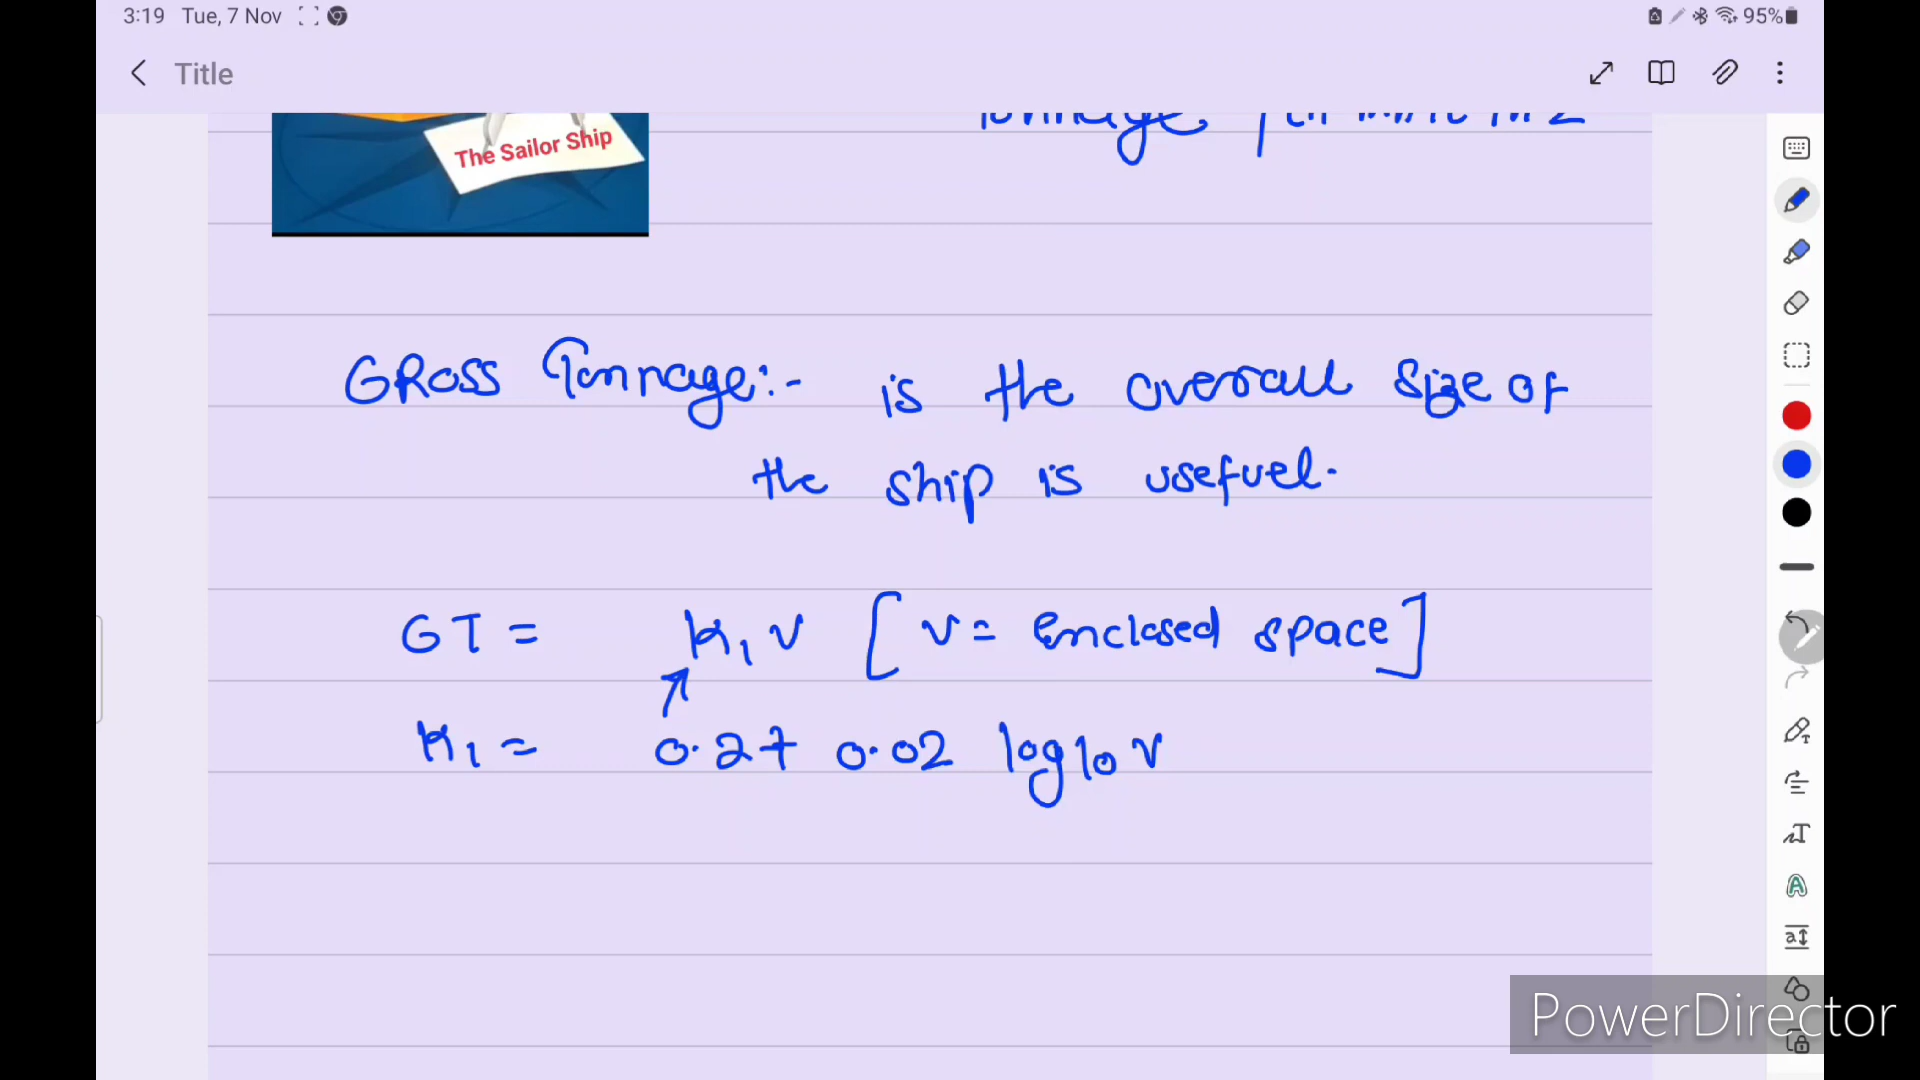 3:19 Tue, 7 Nov 95%
Title
The Sailor Ship
Tonnage
GROSS Tonnage:- is the overall size of
the ship is usefuel.
GT = K₁ V [ V = Enclosed space ]
K₁ = 0.2 + 0.02 log₁₀ V
PowerDirector